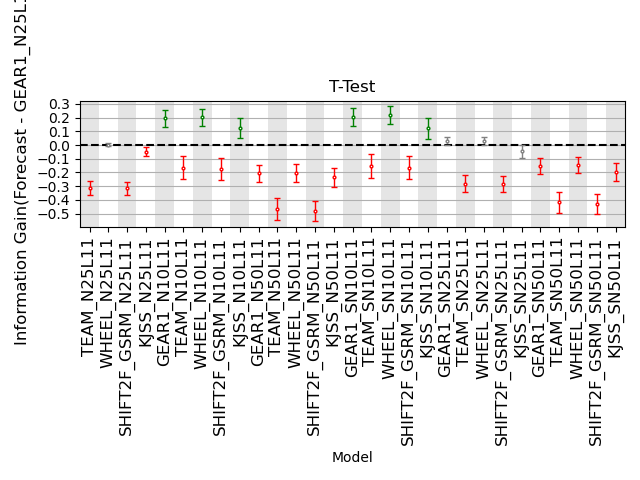 T-Test
Information Gain(Forecast - GEAR1_N25L
0.3
0.2
0.1
0.0
−0.1
−0.2
−0.3
−0.4
−0.5
TEAM_N25L11
WHEEL_N25L11
SHIFT2F_GSRM_N25L11
KJSS_N25L11
GEAR1_N10L11
TEAM_N10L11
WHEEL_N10L11
SHIFT2F_GSRM_N10L11
KJSS_N10L11
GEAR1_N50L11
TEAM_N50L11
WHEEL_N50L11
SHIFT2F_GSRM_N50L11
KJSS_N50L11
GEAR1_SN10L11
TEAM_SN10L11
WHEEL_SN10L11
SHIFT2F_GSRM_SN10L11
KJSS_SN10L11
GEAR1_SN25L11
TEAM_SN25L11
WHEEL_SN25L11
SHIFT2F_GSRM_SN25L11
KJSS_SN25L11
GEAR1_SN50L11
TEAM_SN50L11
WHEEL_SN50L11
SHIFT2F_GSRM_SN50L11
KJSS_SN50L11
Model